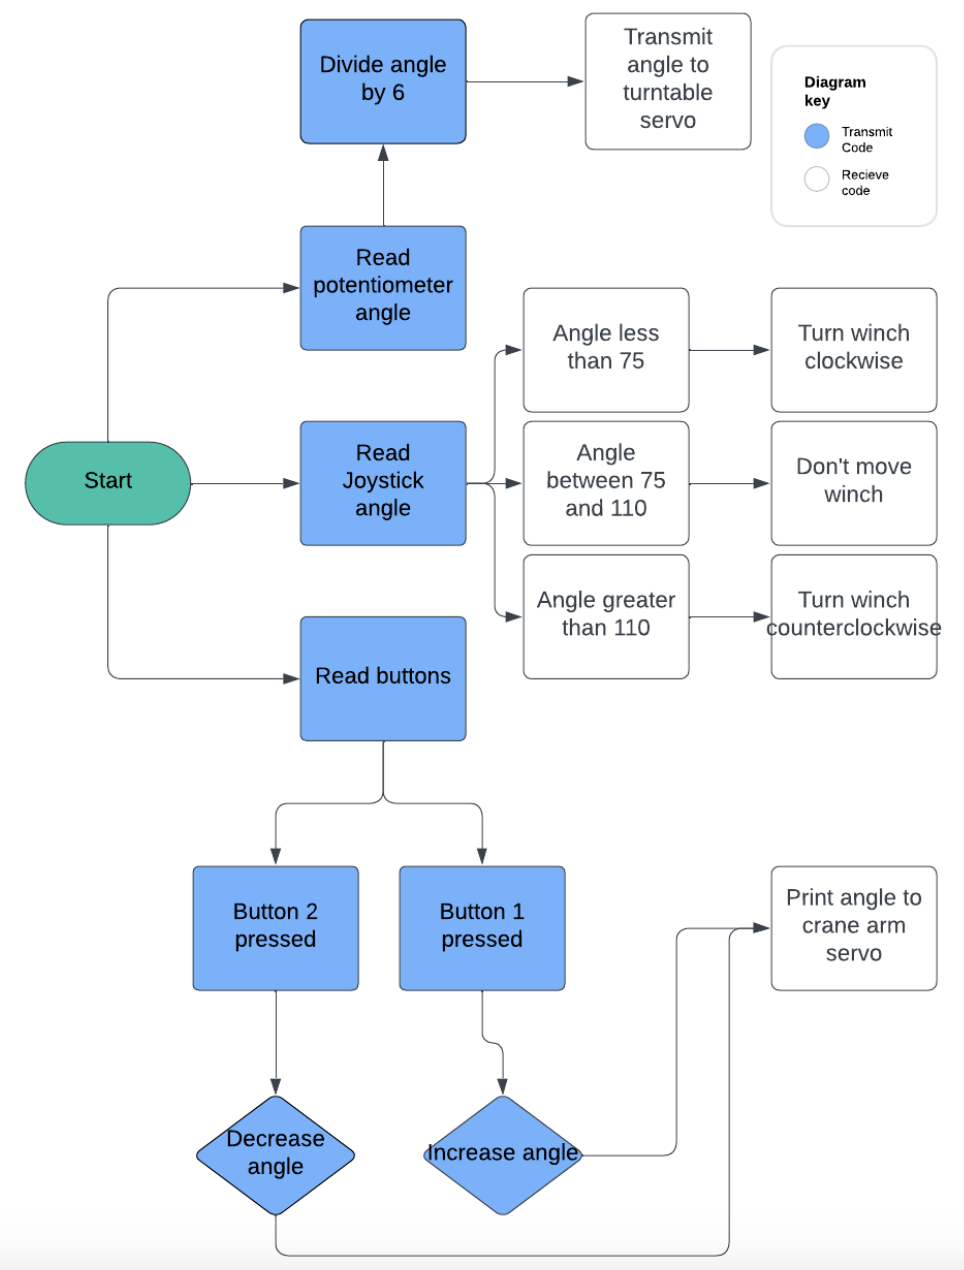 Divide angle
by 6
Transmit
angle to
turntable
servo
Diagram
key
Transmit
Code
Recieve
code
Read
potentiometer
angle
Angle less
than 75
Turn winch
clockwise
Start
Read
Joystick
angle
Angle
between 75
and 110
Don't move
winch
Angle greater
than 110
Turn winch
counterclockwise
Read buttons
Button 2
pressed
Button 1
pressed
Print angle to
crane arm
servo
Decrease
angle
Increase angle